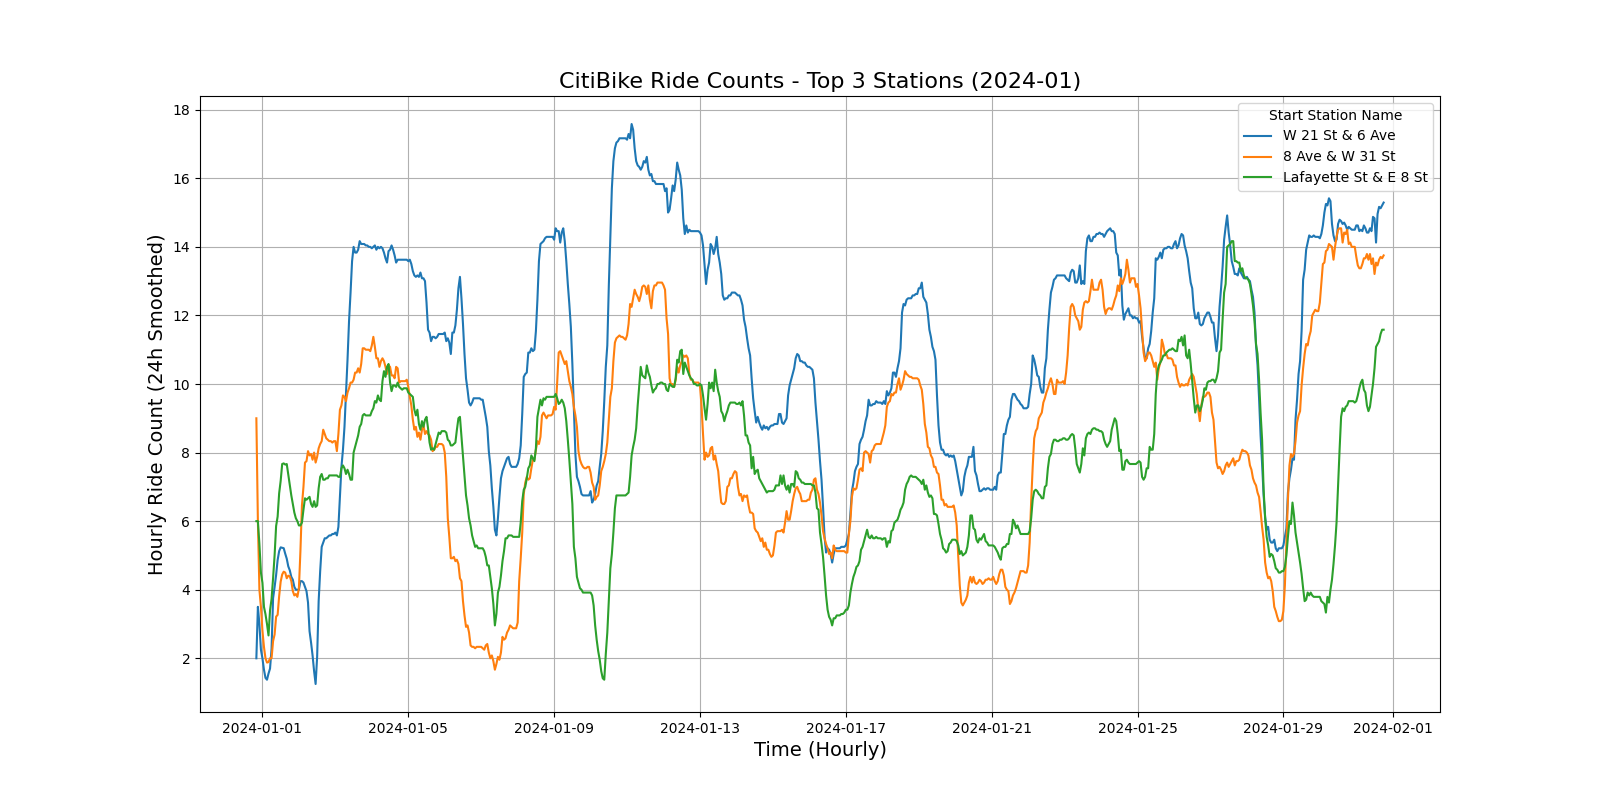 CitiBike Ride Counts - Top 3 Stations (2024-01)
Start Station Name
W 21 St & 6 Ave
8 Ave & W 31 St
Lafayette St & E 8 St
Hourly Ride Count (24h Smoothed)
18
16
14
12
10
8
6
4
2
2024-01-01 2024-01-05 2024-01-09 2024-01-13 2024-01-17 2024-01-21 2024-01-25 2024-01-29 2024-02-01
Time (Hourly)